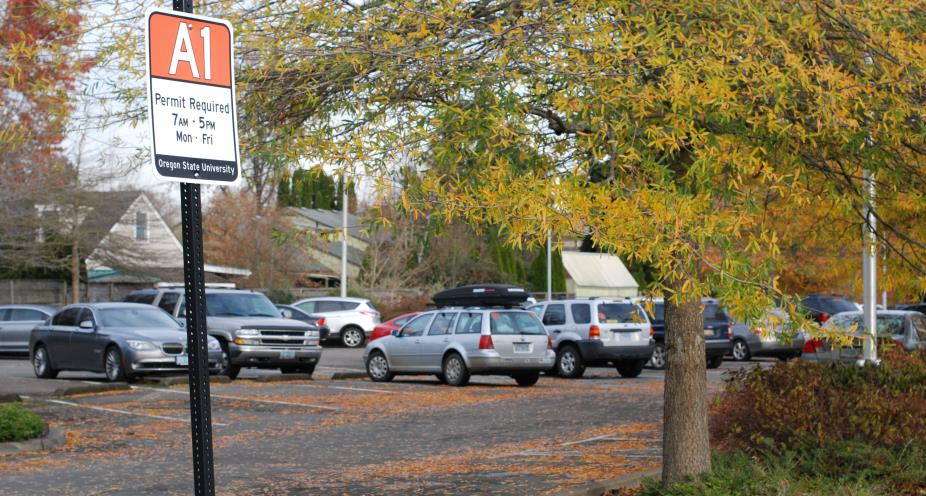 A1
Permit Required
7AM - 5PM
Mon - Fri
Oregon State University